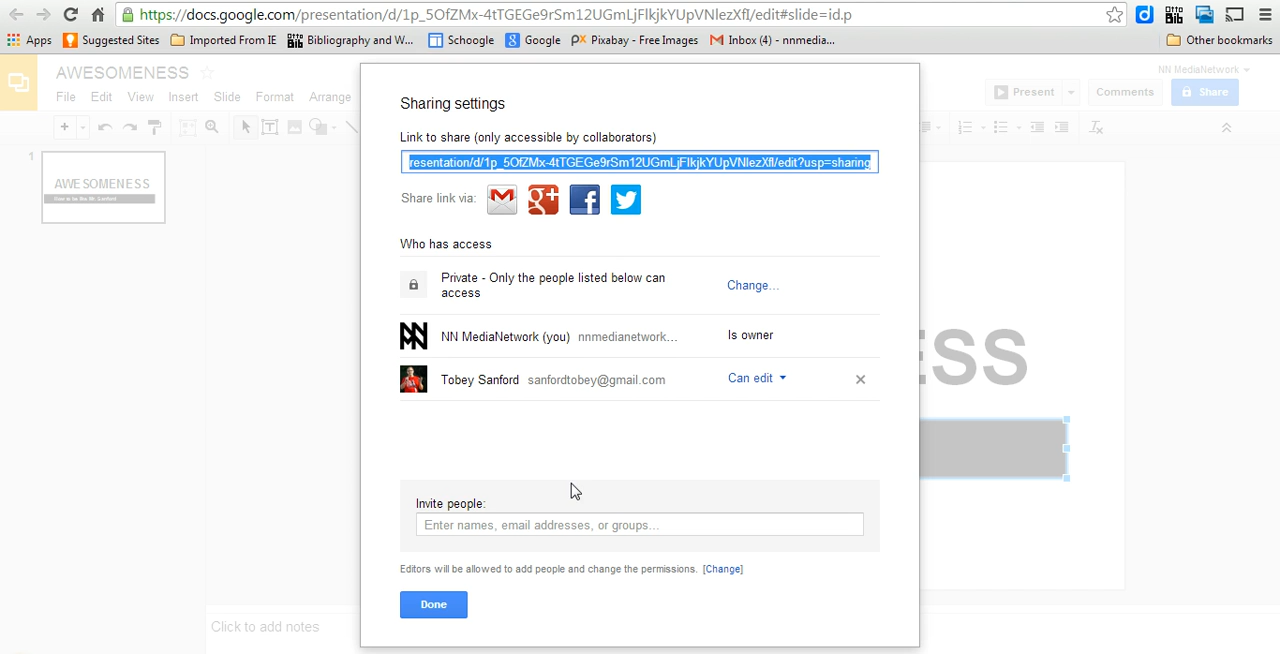 https://docs.google.com/presentation/d/1p_5OfZMx-4tTGEGe9rSm12UGmLjFlkjkYUpVNlezXfl/edit#slide=id.p
Apps Suggested Sites Imported From IE Bibliography and W... Schoogle Google Pixabay - Free Images Inbox (4) - nnmedia... Other bookmarks
AWESOMENESS
NN MediaNetwork
File Edit View Insert Slide Format Arrange
Present Comments Share
Sharing settings
Link to share (only accessible by collaborators)
resentation/d/1p_5OfZMx-4tTGEGe9rSm12UGmLjFlkjkYUpVNlezXfl/edit?usp=sharing
Share link via:
Who has access
Private - Only the people listed below can
access
Change...
NN MediaNetwork (you) nnmedianetwork... Is owner
Tobey Sanford sanfordtobey@gmail.com Can edit
Invite people:
Enter names, email addresses, or groups...
Editors will be allowed to add people and change the permissions. [Change]
Done
1
AWESOMENESS
ESS
Click to add notes